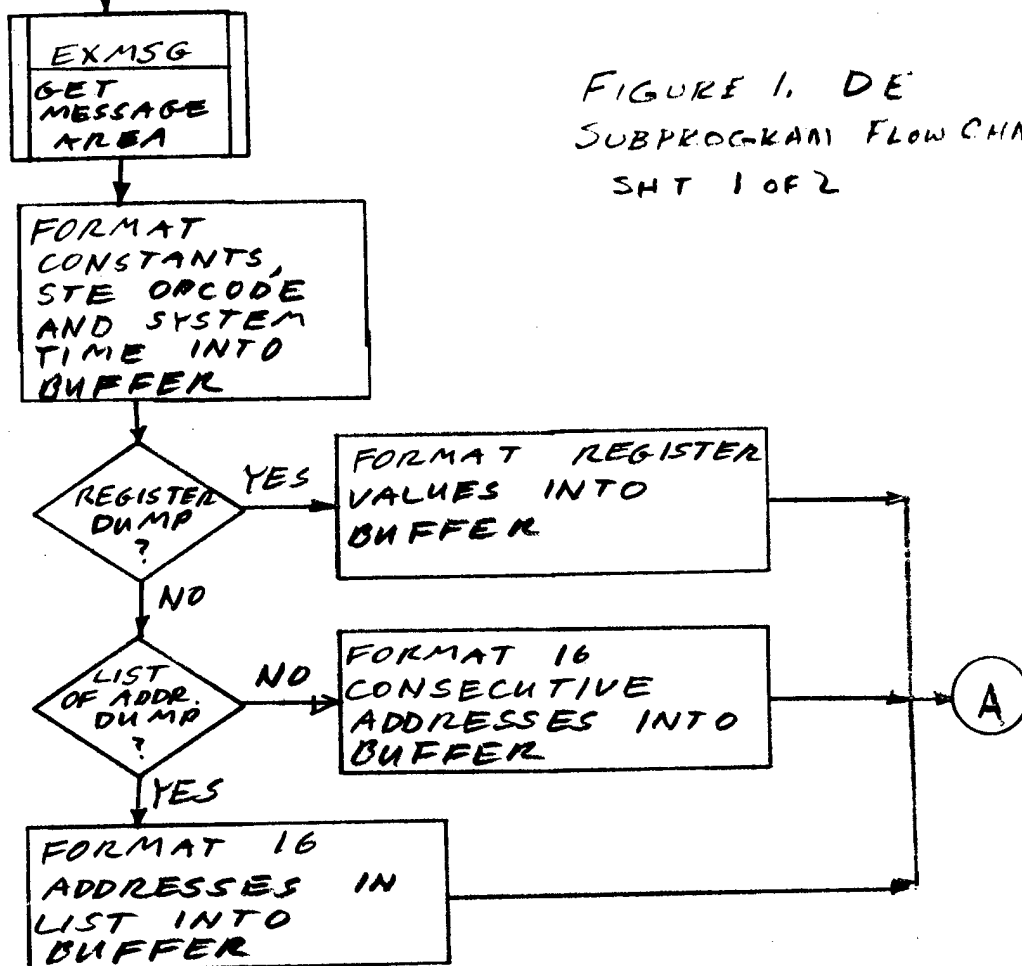 EXMSG
GET
MESSAGE
AREA
FIGURE 1. DE
SUBPROGRAM FLOW CHA
SHT 1 OF 2
FORMAT
CONSTANTS,
STE OPCODE
AND SYSTEM
TIME INTO
BUFFER
REGISTER
DUMP
?
YES
FORMAT REGISTER
VALUES INTO
BUFFER
NO
LIST
OF ADDR.
DUMP
?
NO
FORMAT 16
CONSECUTIVE
ADDRESSES INTO
BUFFER
A
YES
FORMAT 16
ADDRESSES IN
LIST INTO
BUFFER